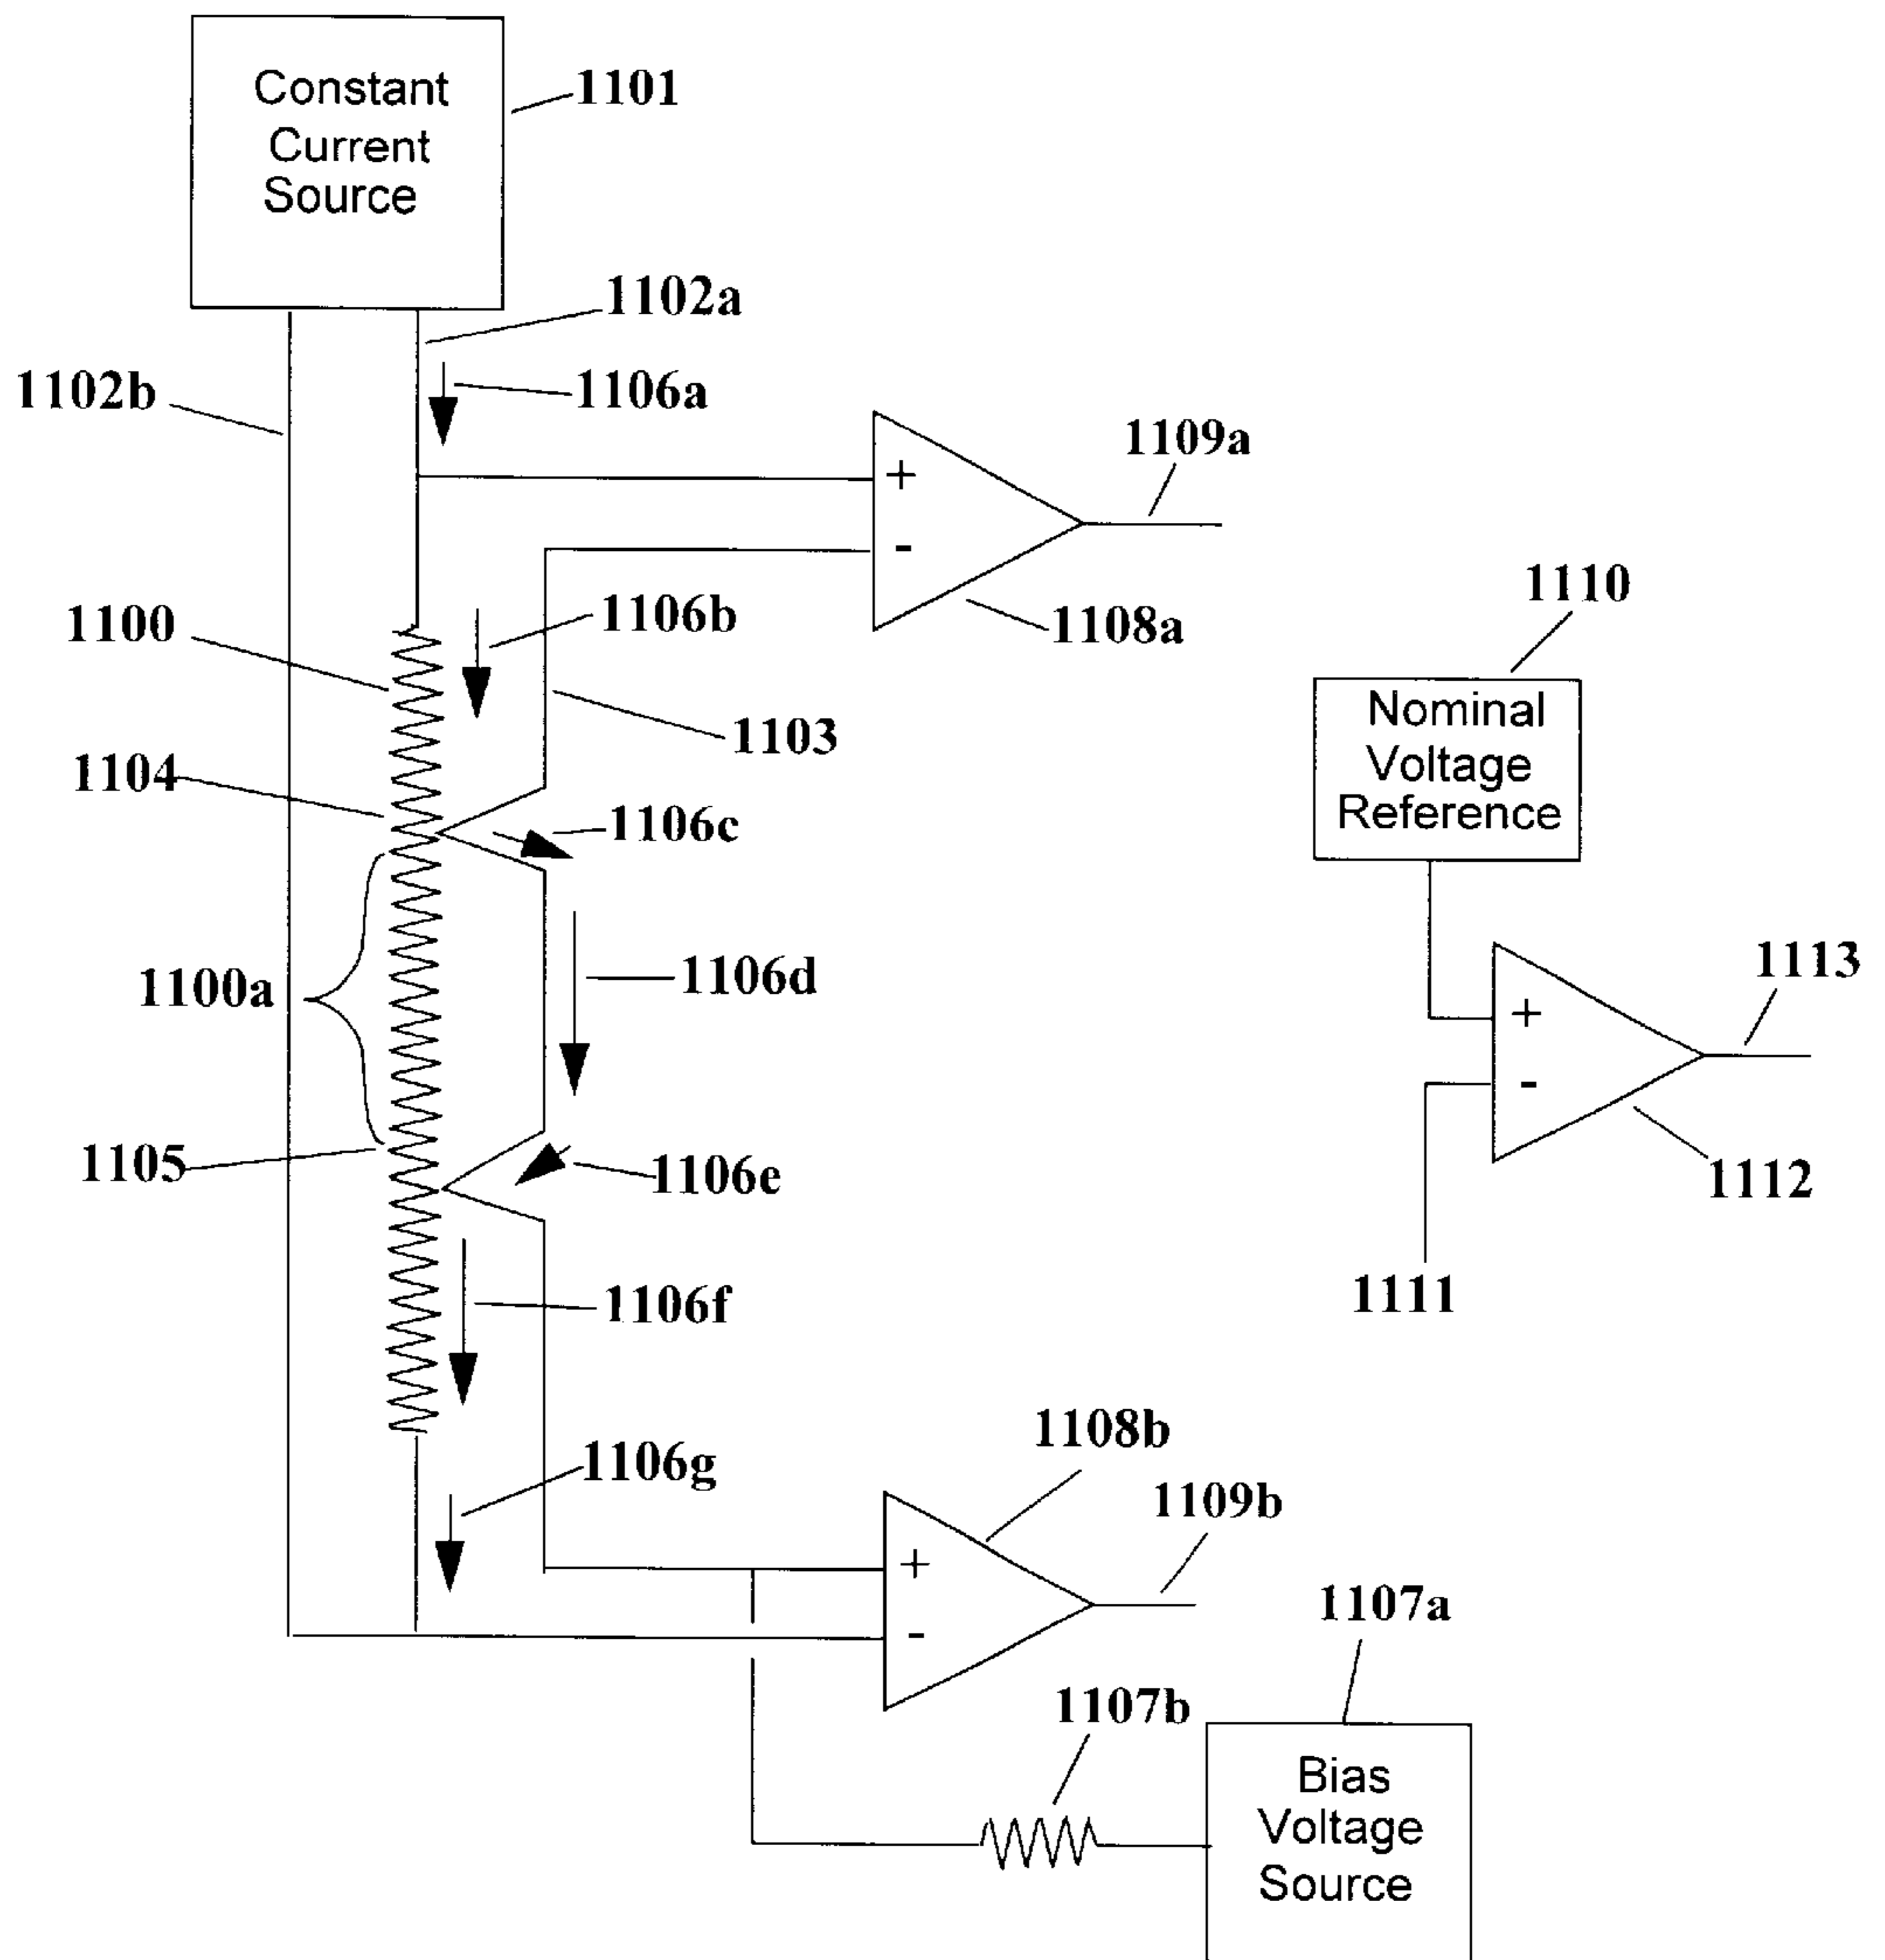 Constant
Current
Source
1101
1102a
1102b
1106a
1109a
+
-
1108a
1110
1100
1106b
1103
Nominal
Voltage
Reference
1104
1106c
1100a
1106d
1113
+
-
1105
1106e
1112
1111
1106f
1108b
1106g
1109b
+
-
1107a
1107b
Bias
Voltage
Source